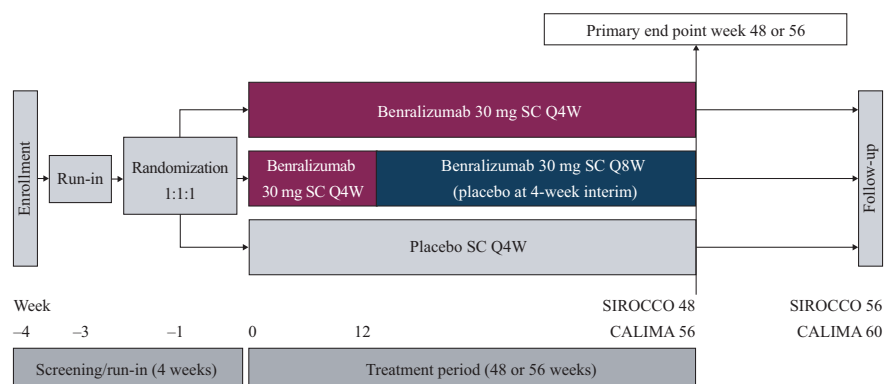 Primary end point week 48 or 56
Enrollment
Run-in
Randomization
1:1:1
Benralizumab 30 mg SC Q4W
Benralizumab
30 mg SC Q4W
Benralizumab 30 mg SC Q8W
(placebo at 4-week interim)
Placebo SC Q4W
Follow-up
Week
–4
–3
–1
0
12
SIROCCO 48
CALIMA 56
SIROCCO 56
CALIMA 60
Screening/run-in (4 weeks)
Treatment period (48 or 56 weeks)